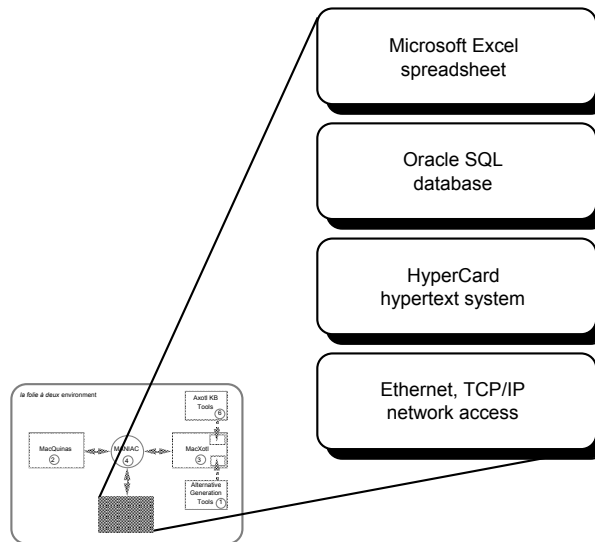 Microsoft Excel
spreadsheet
Oracle SQL
database
HyperCard
hypertext system
Ethernet, TCP/IP
network access
la folie à deux environment
Axotl KB
Tools
6
MacQuinas
2
MANIAC
4
MacXotl
3
Alternative
Generation
Tools
1